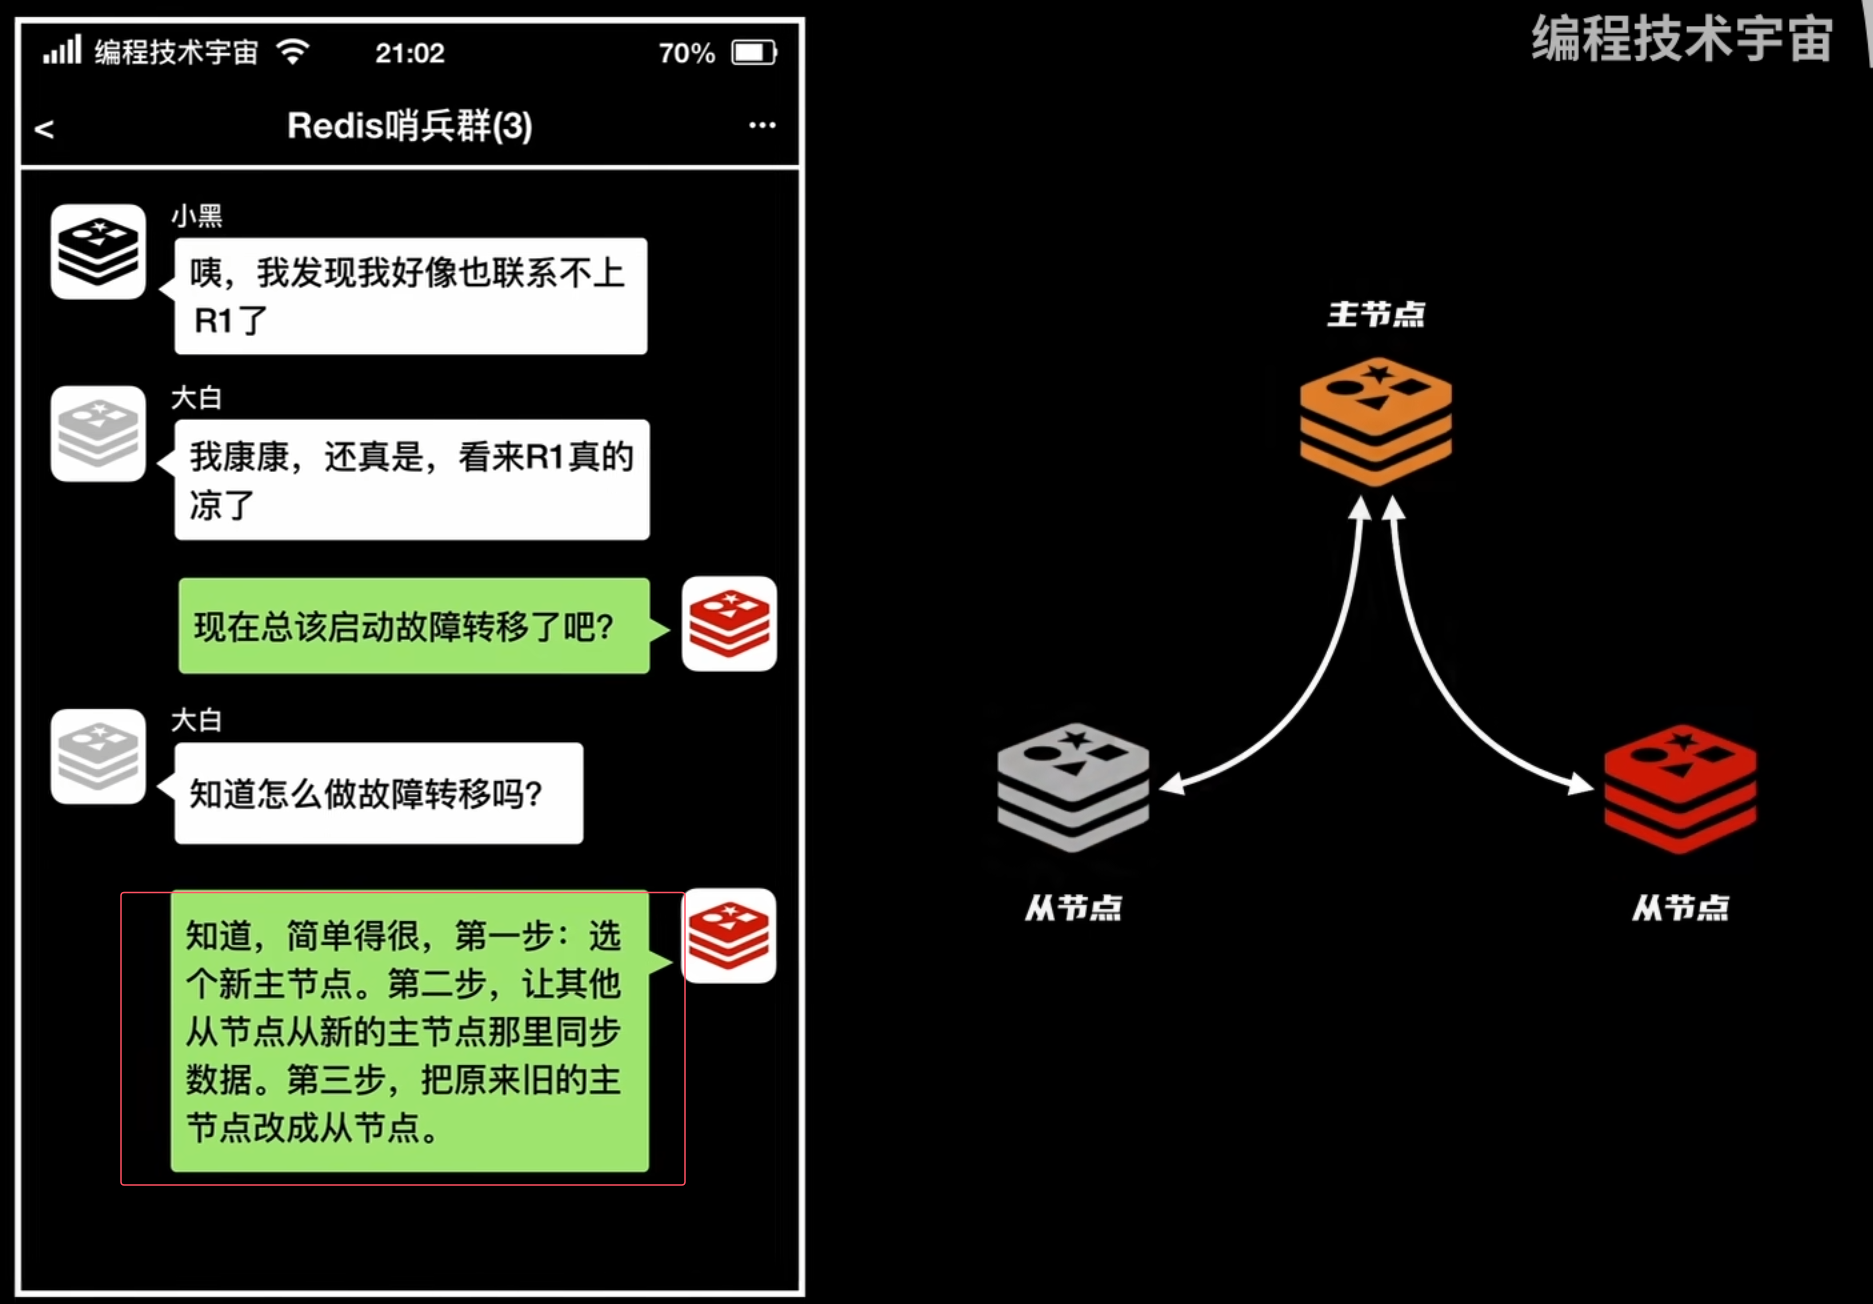 编程技术宇宙 21:02 70%
编程技术宇宙
< Redis哨兵群(3) ···
小黑
咦，我发现我好像也联系不上
R1了
大白
我康康，还真是，看来R1真的
凉了
现在总该启动故障转移了吧?
大白
知道怎么做故障转移吗?
知道，简单得很，第一步：选
个新主节点。第二步，让其他
从节点从新的主节点那里同步
数据。第三步，把原来旧的主
节点改成从节点。
主节点
从节点
从节点